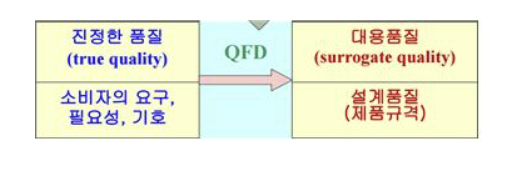 진정한 품질
(true quality)
소비자의 요구,
필요성, 기호
QFD
대용품질
(surrogate quality)
설계품질
(제품규격)